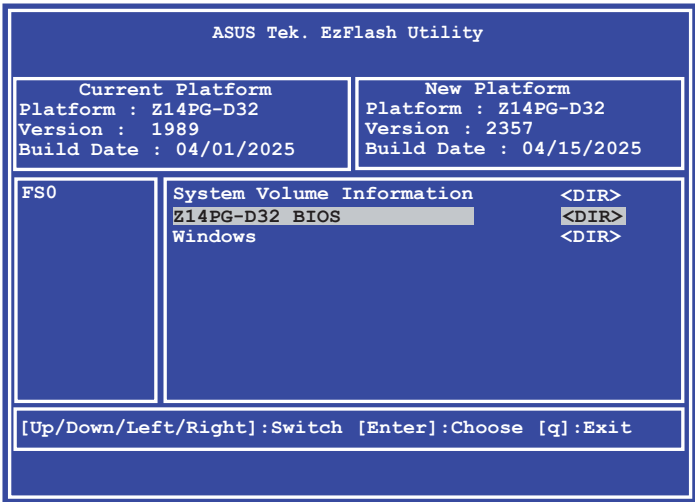 ASUS Tek. EzFlash Utility
Current Platform
Platform : Z14PG-D32
Version : 1989
Build Date : 04/01/2025
New Platform
Platform : Z14PG-D32
Version : 2357
Build Date : 04/15/2025
FS0
System Volume Information <DIR>
Z14PG-D32 BIOS <DIR>
Windows <DIR>
[Up/Down/Left/Right]:Switch [Enter]:Choose [q]:Exit